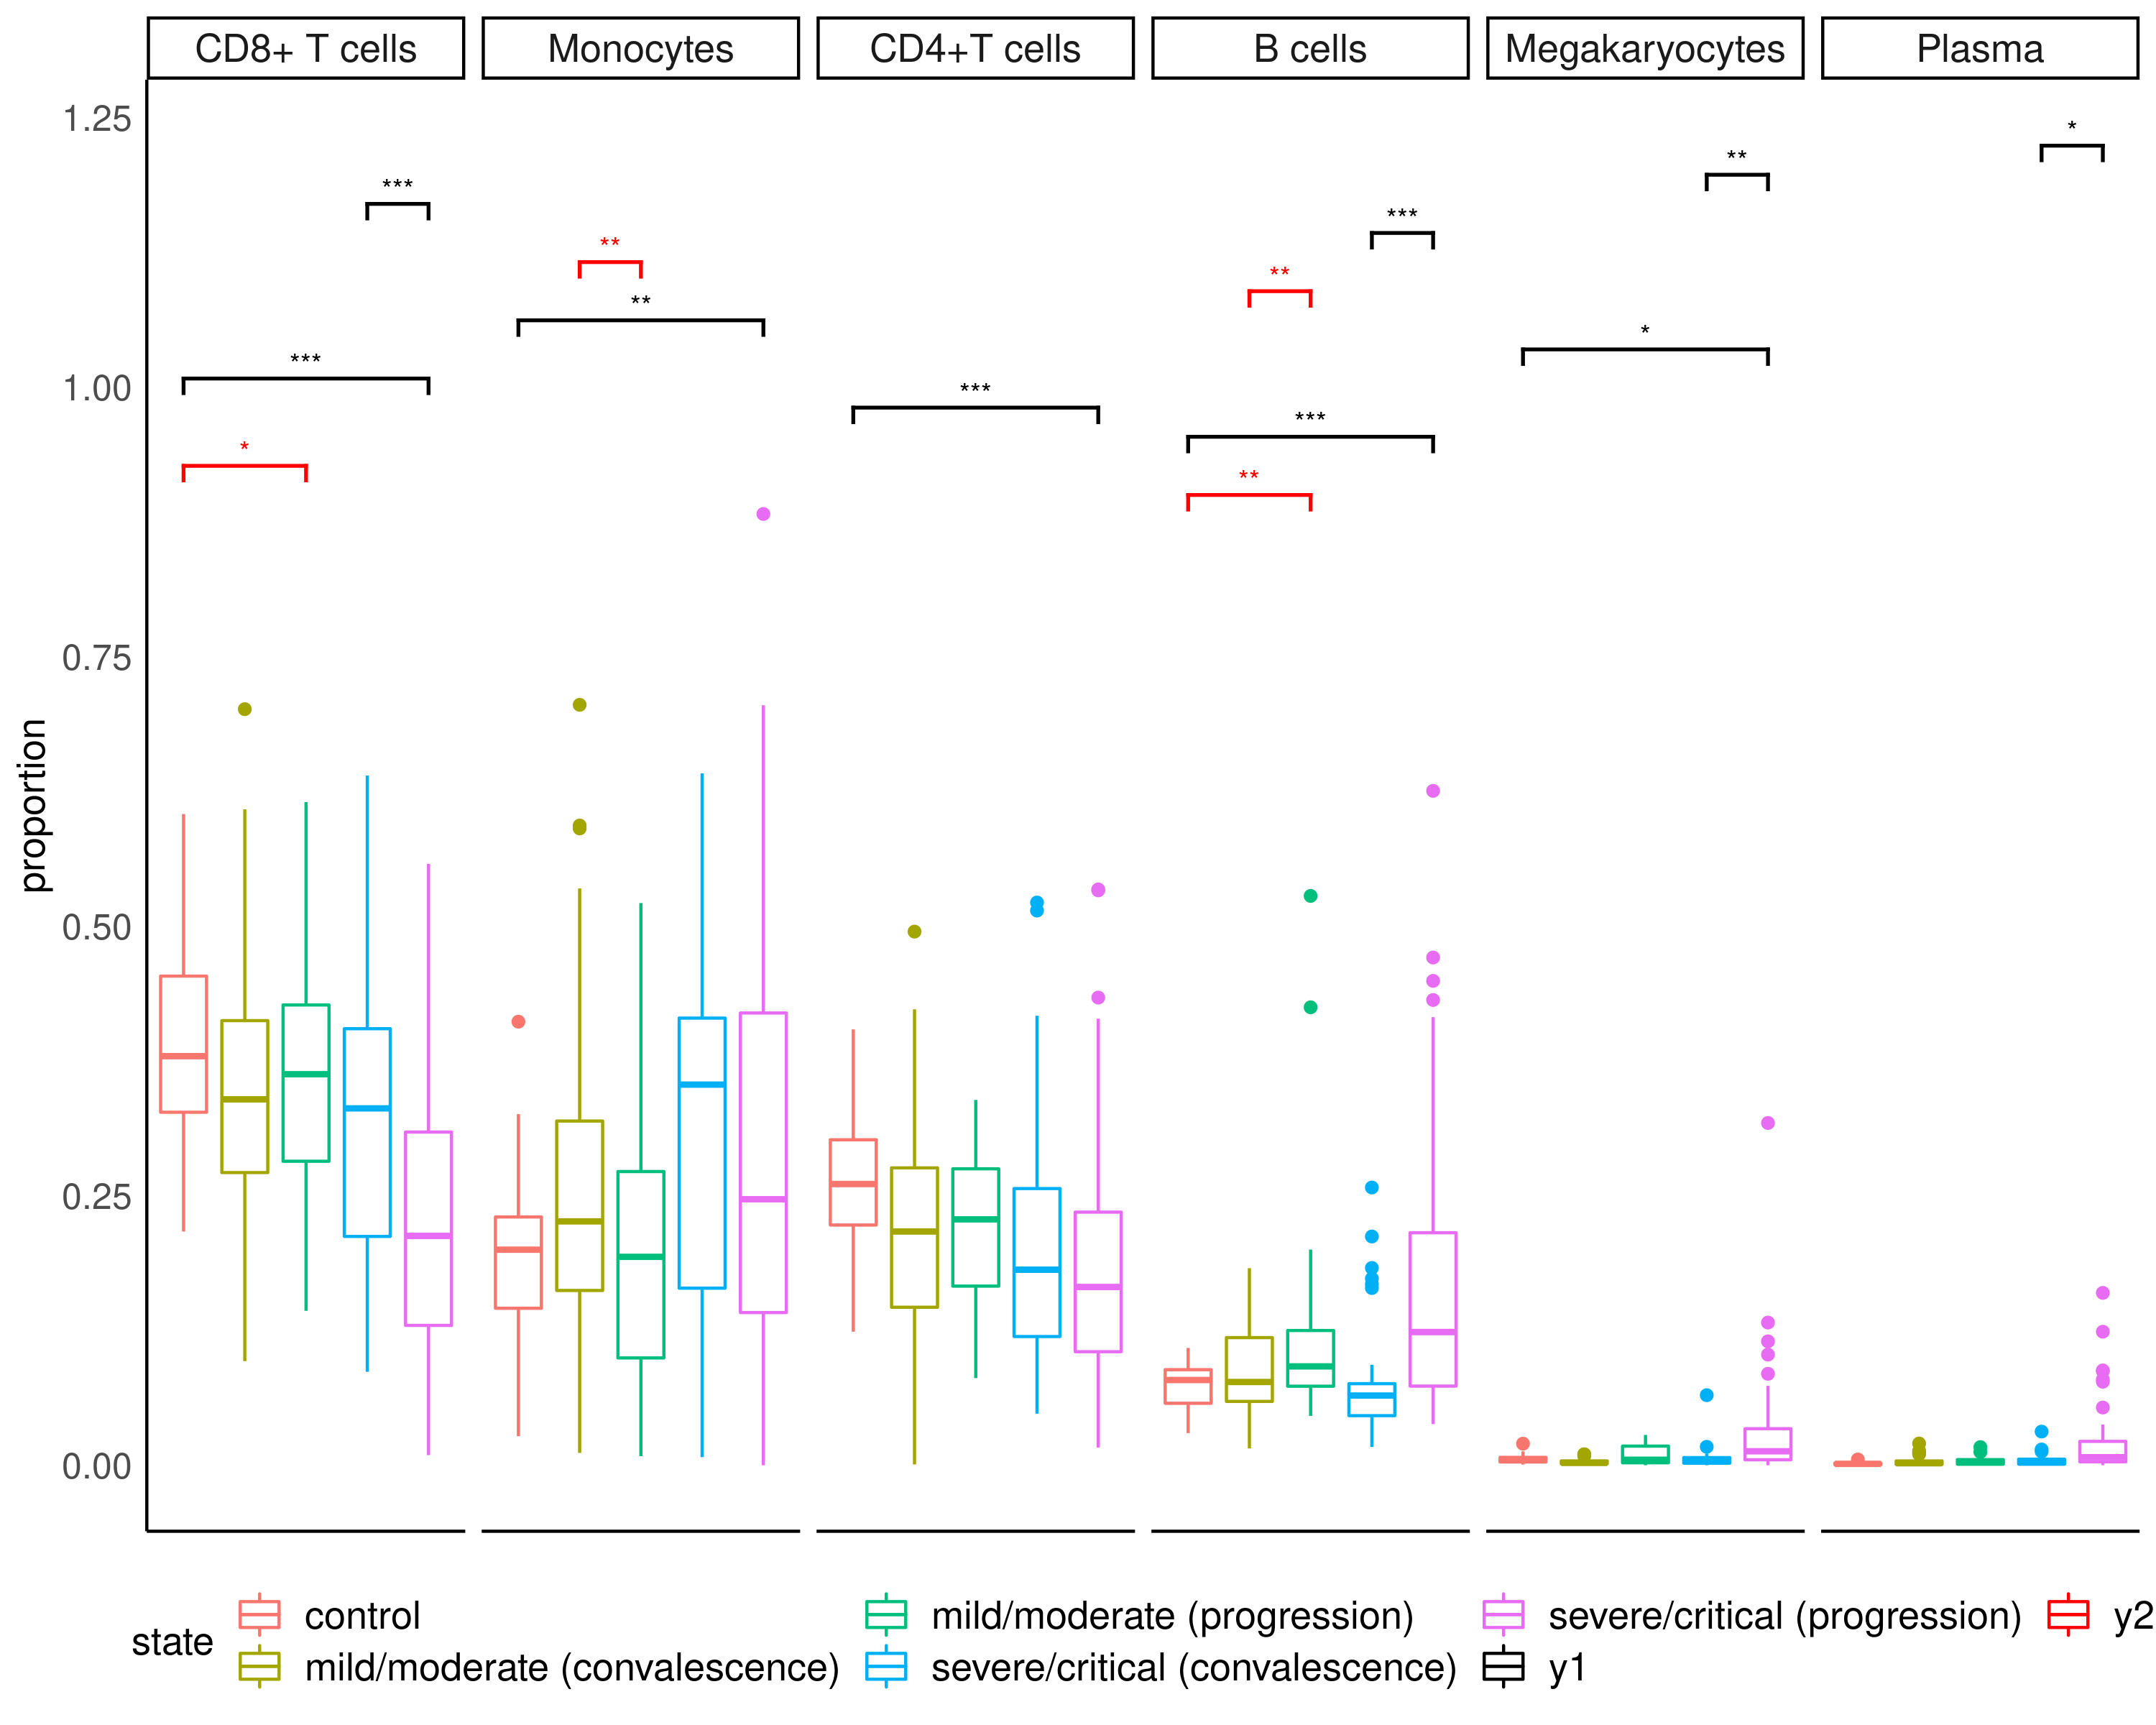 CD8+ T cells Monocytes CD4+T cells B cells Megakaryocytes Plasma
1.25
*
**
***
***
**
**
**
*
1.00
***
***
***
*
**
0.75
proportion
0.50
0.25
0.00
state
control
mild/moderate (convalescence)
mild/moderate (progression)
severe/critical (convalescence)
severe/critical (progression)
y1
y2